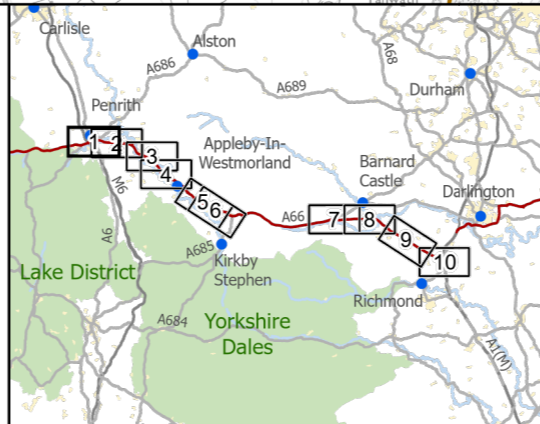 Carlisle
Alston
A68
A686
A689
Durham
Penrith
1
2
3
4
5
6
Appleby-In-
Westmorland
Barnard
Castle
Darlington
M6
A66
7
8
9
10
A6
A685
Kirkby
Stephen
Lake District
Richmond
A684
Yorkshire
Dales
A1(M)